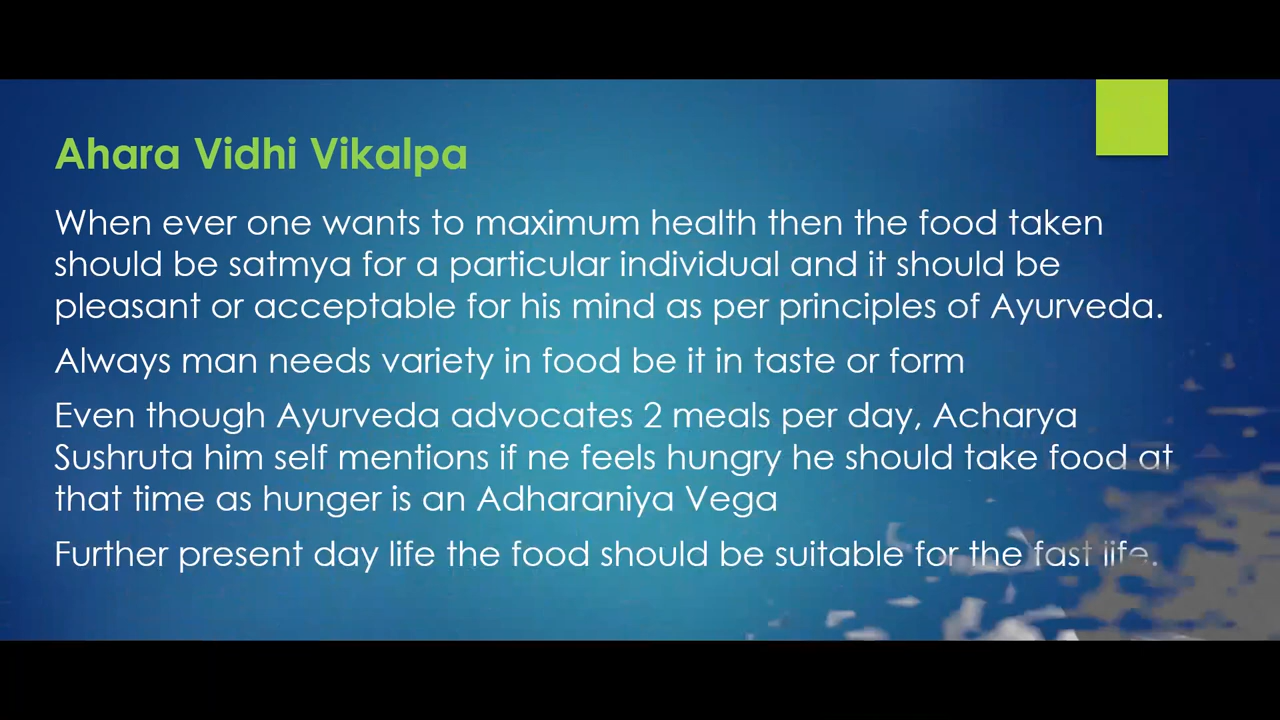 Ahara Vidhi Vikalpa
When ever one wants to maximum health then the food taken
should be satmya for a particular individual and it should be
pleasant or acceptable for his mind as per principles of Ayurveda.
Always man needs variety in food be it in taste or form
Even though Ayurveda advocates 2 meals per day, Acharya
Sushruta him self mentions if ne feels hungry he should take food at
that time as hunger is an Adharaniya Vega
Further present day life the food should be suitable for the fast life.